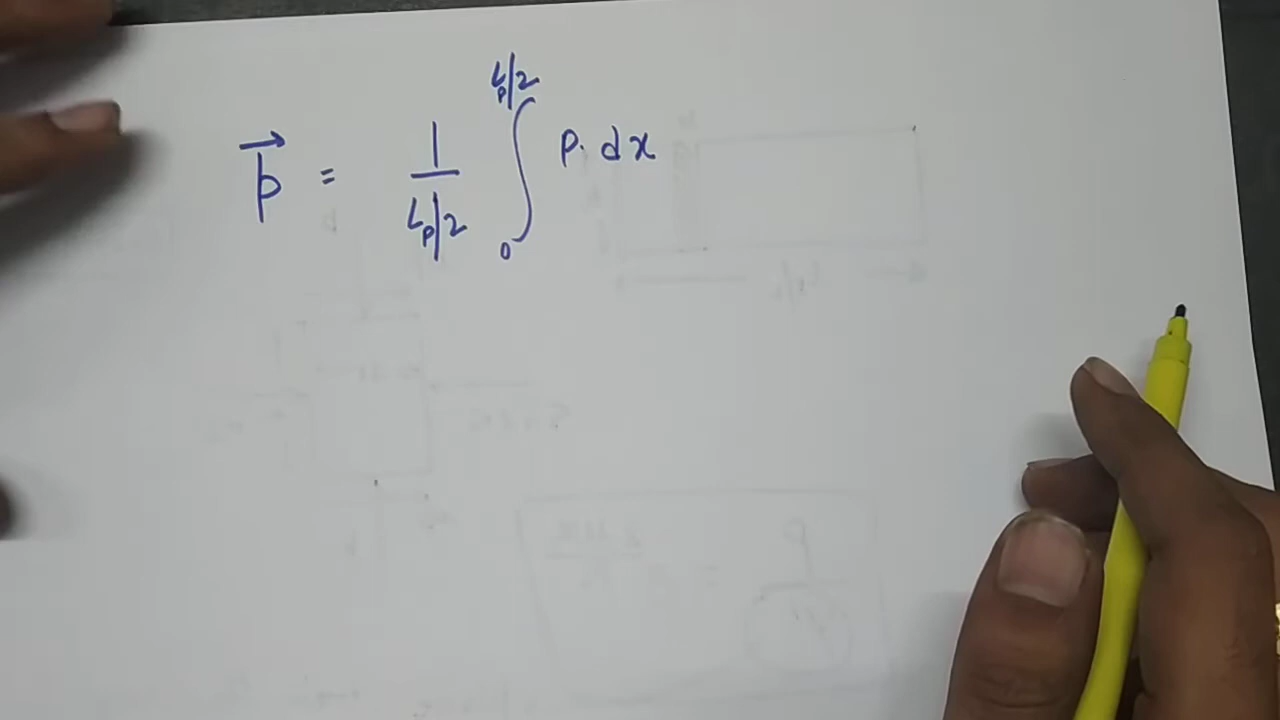 p⃗ = 1/(Lp/2) ∫₀^(Lp/2) p. dx